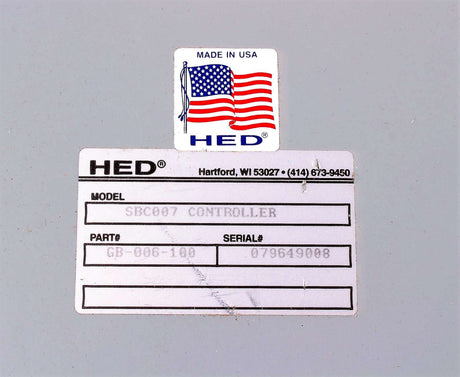 MADE IN USA
HED®
HED® Hartford, WI 53027 • (414) 673-9450
MODEL
SBC007 CONTROLLER
PART# SERIAL#
GB-006-100 079649008